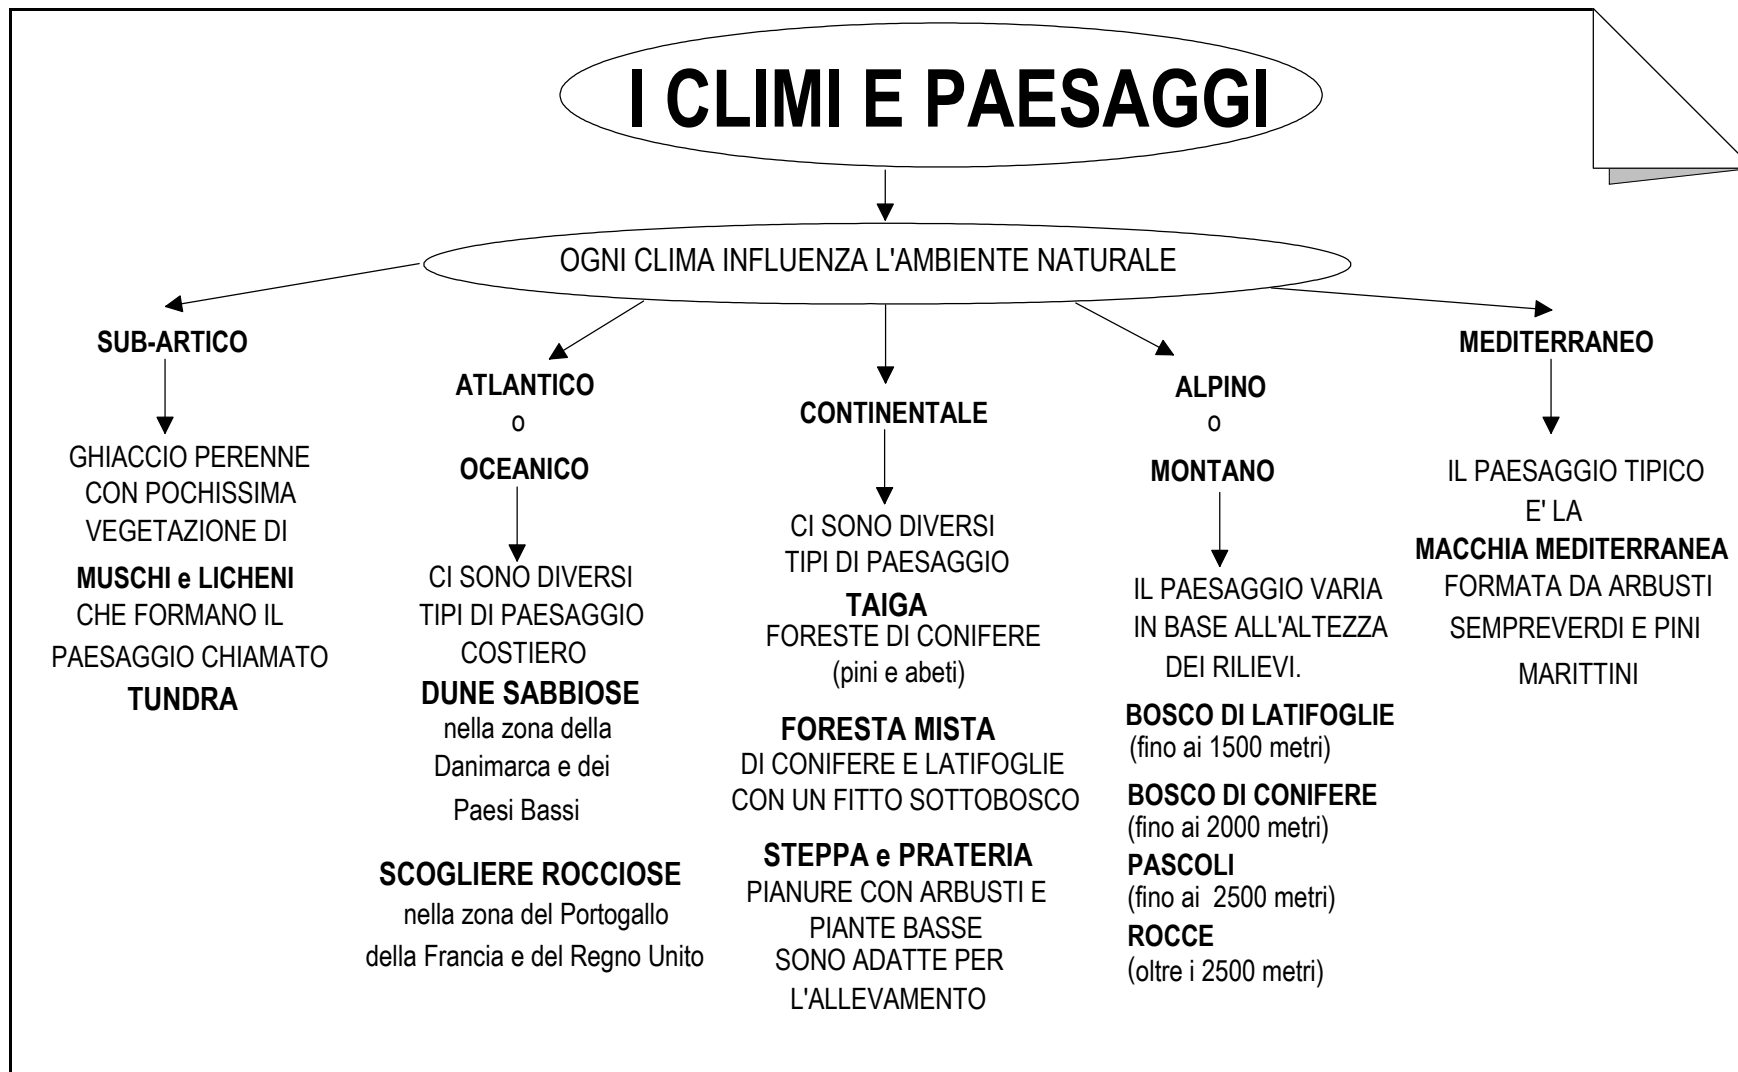 I CLIMI E PAESAGGI
OGNI CLIMA INFLUENZA L'AMBIENTE NATURALE
SUB-ARTICO
GHIACCIO PERENNE
CON POCHISSIMA
VEGETAZIONE DI
MUSCHI e LICHENI
CHE FORMANO IL
PAESAGGIO CHIAMATO
TUNDRA
ATLANTICO
o
OCEANICO
CI SONO DIVERSI
TIPI DI PAESAGGIO
COSTIERO
DUNE SABBIOSE
nella zona della
Danimarca e dei
Paesi Bassi
SCOGLIERE ROCCIOSE
nella zona del Portogallo
della Francia e del Regno Unito
CONTINENTALE
CI SONO DIVERSI
TIPI DI PAESAGGIO
TAIGA
FORESTE DI CONIFERE
(pini e abeti)
FORESTA MISTA
DI CONIFERE E LATIFOGLIE
CON UN FITTO SOTTOBOSCO
STEPPA e PRATERIA
PIANURE CON ARBUSTI E
PIANTE BASSE
SONO ADATTE PER
L'ALLEVAMENTO
ALPINO
o
MONTANO
IL PAESAGGIO VARIA
IN BASE ALL'ALTEZZA
DEI RILIEVI.
BOSCO DI LATIFOGLIE
(fino ai 1500 metri)
BOSCO DI CONIFERE
(fino ai 2000 metri)
PASCOLI
(fino ai 2500 metri)
ROCCE
(oltre i 2500 metri)
MEDITERRANEO
IL PAESAGGIO TIPICO
E' LA
MACCHIA MEDITERRANEA
FORMATA DA ARBUSTI
SEMPREVERDI E PINI
MARITTINI